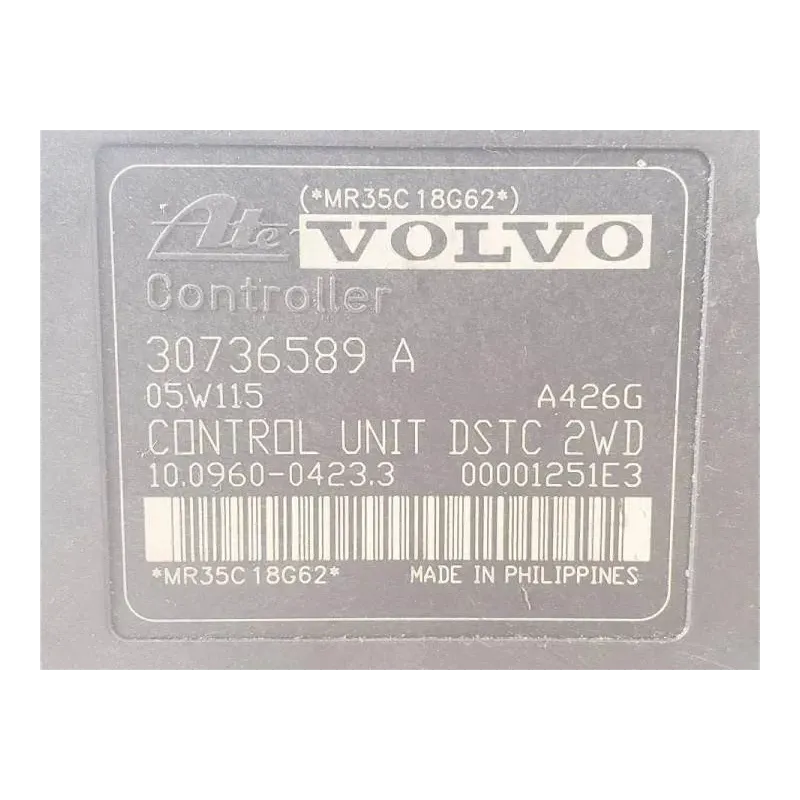 (*MR35C18G62*)
Ate VOLVO
Controller
30736589 A
05W115 A426G
CONTROL UNIT DSTC 2WD
10.0960-0423.3 00001251E3
*MR35C18G62* MADE IN PHILIPPINES